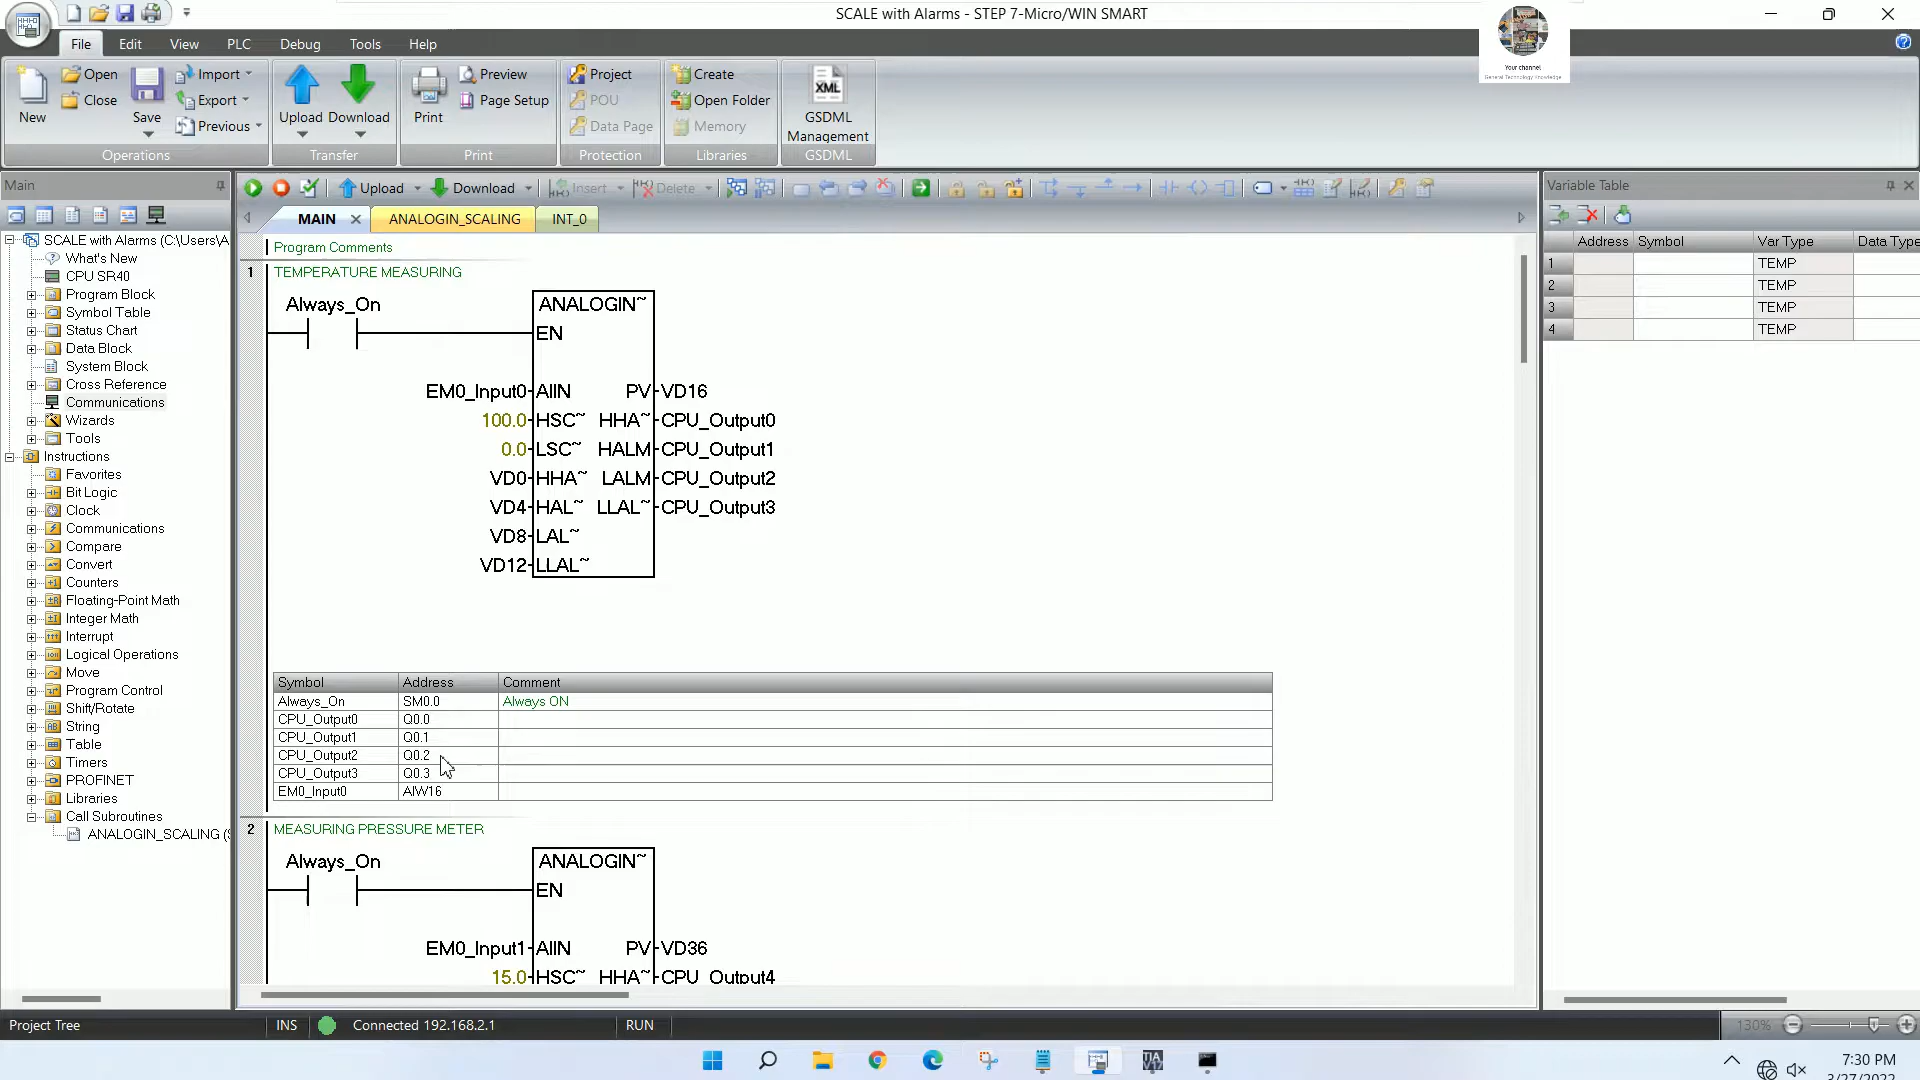 SCALE with Alarms - STEP 7-Micro/WIN SMART
Your channel
General Technology Knowledge
File Edit View PLC Debug Tools Help
New
Open
Close
Save
Import
Export
Previous
Operations
Upload
Download
Transfer
Print
Preview
Page Setup
Print
Project
POU
Data Page
Protection
Create
Open Folder
Memory
Libraries
XML
GSDML
Management
GSDML
Main
Upload Download Insert Delete
MAIN ANALOGIN_SCALING INT_0
SCALE with Alarms (C:\Users\A
What's New
CPU SR40
Program Block
Symbol Table
Status Chart
Data Block
System Block
Cross Reference
Communications
Wizards
Tools
Instructions
Favorites
Bit Logic
Clock
Communications
Compare
Convert
Counters
Floating-Point Math
Integer Math
Interrupt
Logical Operations
Move
Program Control
Shift/Rotate
String
Table
Timers
PROFINET
Libraries
Call Subroutines
ANALOGIN_SCALING (
Program Comments
1 TEMPERATURE MEASURING
Always_On
ANALOGIN~
EN
EM0_Input0 AIIN PV VD16
100.0 HSC~ HHA~ CPU_Output0
0.0 LSC~ HALM CPU_Output1
VD0 HHA~ LALM CPU_Output2
VD4 HAL~ LLAL~ CPU_Output3
VD8 LAL~
VD12 LLAL~
Symbol Address Comment
Always_On SM0.0 Always ON
CPU_Output0 Q0.0
CPU_Output1 Q0.1
CPU_Output2 Q0.2
CPU_Output3 Q0.3
EM0_Input0 AIW16
2 MEASURING PRESSURE METER
Always_On
ANALOGIN~
EN
EM0_Input1 AIIN PV VD36
15.0 HSC~ HHA~ CPU_Output4
Variable Table
Address Symbol Var Type Data Type
1 TEMP
2 TEMP
3 TEMP
4 TEMP
Project Tree INS Connected 192.168.2.1 RUN 130%
7:30 PM
3/27/2022